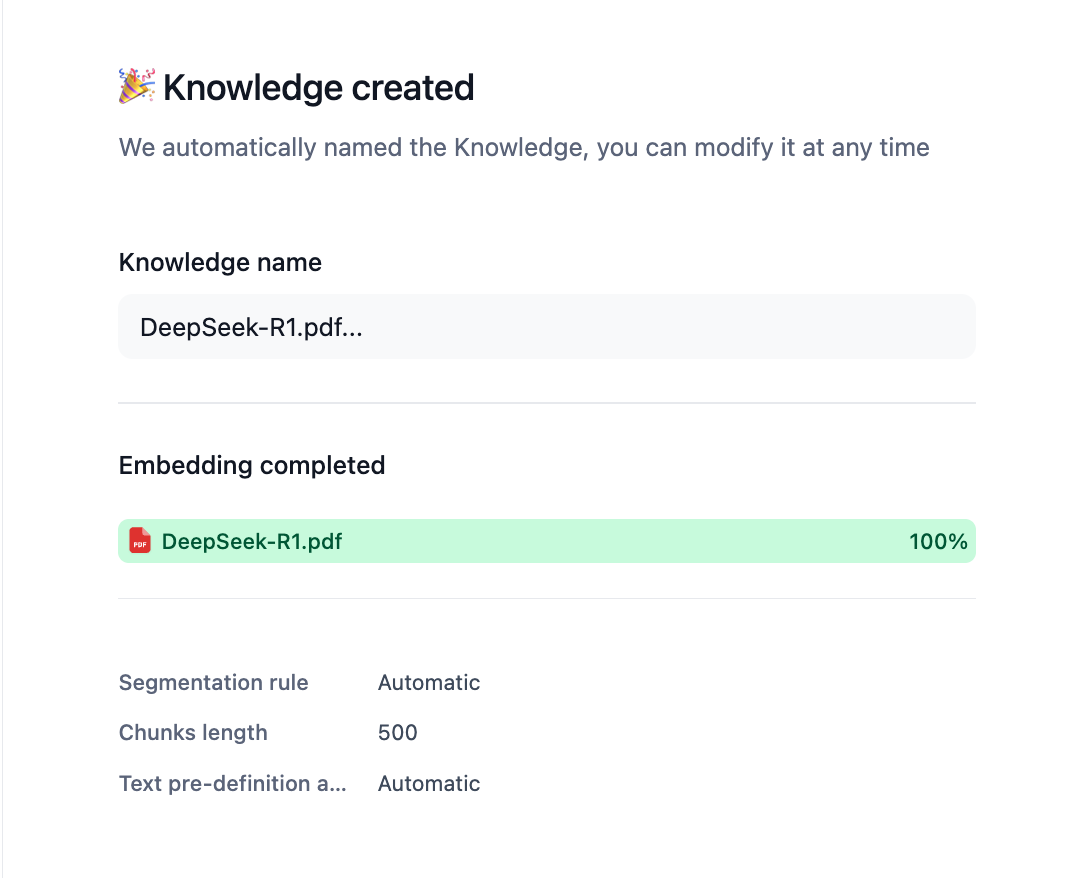 🎉 Knowledge created
We automatically named the Knowledge, you can modify it at any time
Knowledge name
DeepSeek-R1.pdf...
Embedding completed
PDF DeepSeek-R1.pdf 100%
Segmentation rule Automatic
Chunks length 500
Text pre-definition a... Automatic